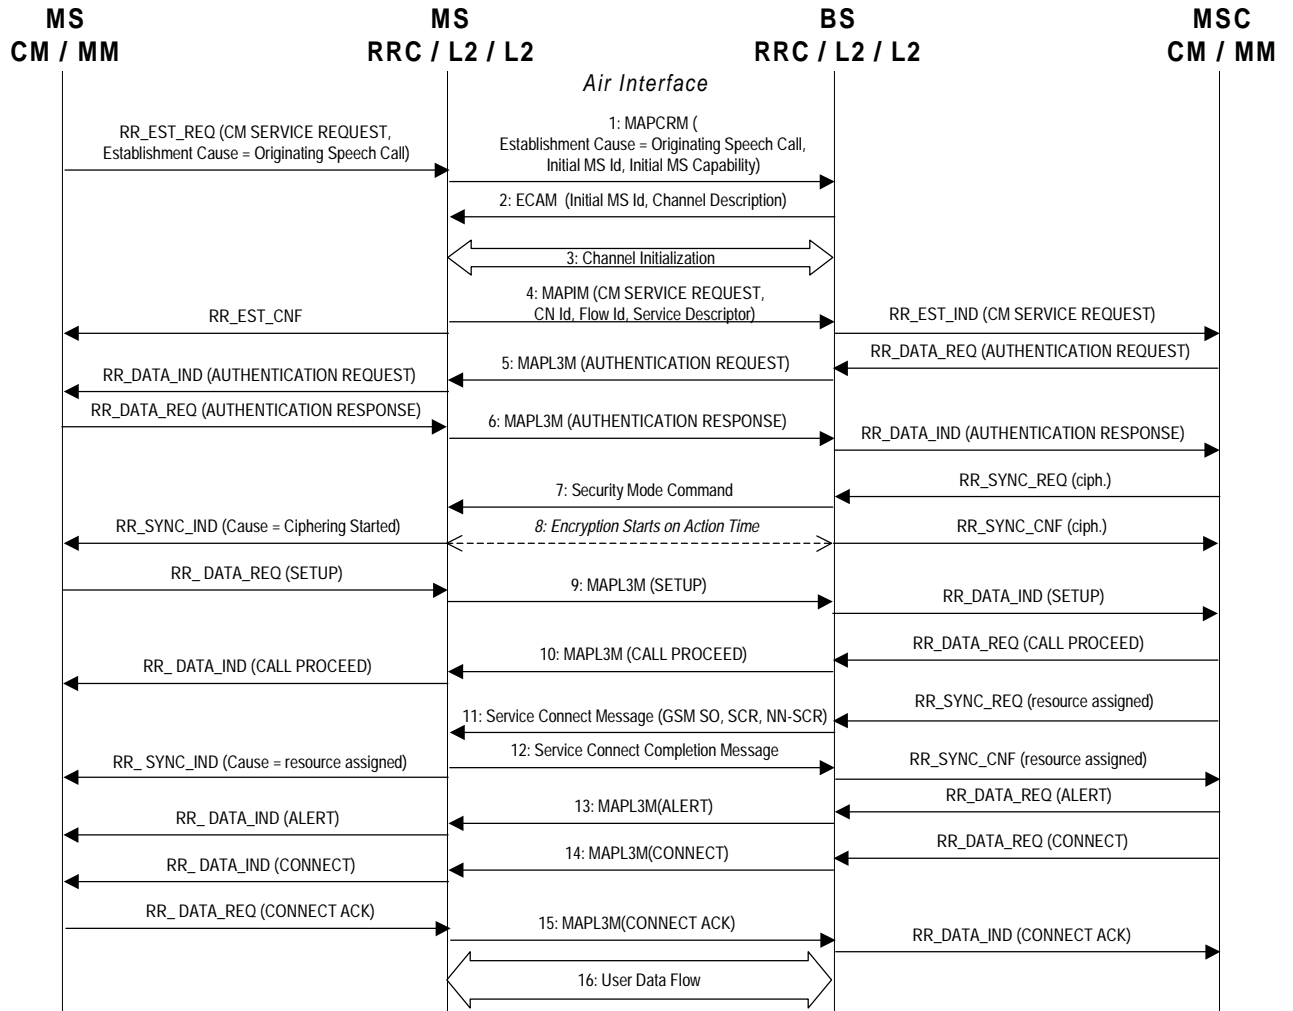 MS
CM / MM
MS
RRC / L2 / L2
BS
RRC / L2 / L2
MSC
CM / MM
Air Interface
RR_EST_REQ (CM SERVICE REQUEST,
Establishment Cause = Originating Speech Call)
1: MAPCRM (
Establishment Cause = Originating Speech Call,
Initial MS Id, Initial MS Capability)
2: ECAM (Initial MS Id, Channel Description)
3: Channel Initialization
4: MAPIM (CM SERVICE REQUEST,
CN Id, Flow Id, Service Descriptor)
RR_EST_CNF
RR_EST_IND (CM SERVICE REQUEST)
RR_DATA_REQ (AUTHENTICATION REQUEST)
5: MAPL3M (AUTHENTICATION REQUEST)
RR_DATA_IND (AUTHENTICATION REQUEST)
RR_DATA_REQ (AUTHENTICATION RESPONSE)
6: MAPL3M (AUTHENTICATION RESPONSE)
RR_DATA_IND (AUTHENTICATION RESPONSE)
RR_SYNC_REQ (ciph.)
7: Security Mode Command
RR_SYNC_IND (Cause = Ciphering Started)
8: Encryption Starts on Action Time
RR_SYNC_CNF (ciph.)
RR_ DATA_REQ (SETUP)
9: MAPL3M (SETUP)
RR_DATA_IND (SETUP)
RR_DATA_REQ (CALL PROCEED)
10: MAPL3M (CALL PROCEED)
RR_ DATA_IND (CALL PROCEED)
RR_SYNC_REQ (resource assigned)
11: Service Connect Message (GSM SO, SCR, NN-SCR)
12: Service Connect Completion Message
RR_ SYNC_IND (Cause = resource assigned)
RR_SYNC_CNF (resource assigned)
RR_DATA_REQ (ALERT)
13: MAPL3M(ALERT)
RR_ DATA_IND (ALERT)
RR_DATA_REQ (CONNECT)
14: MAPL3M(CONNECT)
RR_ DATA_IND (CONNECT)
RR_ DATA_REQ (CONNECT ACK)
15: MAPL3M(CONNECT ACK)
RR_DATA_IND (CONNECT ACK)
16: User Data Flow